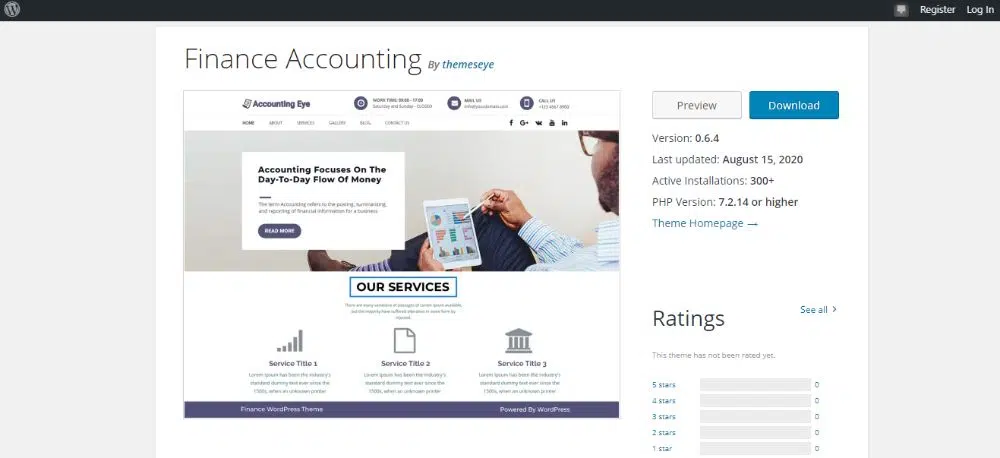 Register Log In
Finance Accounting By themeseye
Accounting Eye
WORK TIME: 09:00 - 17:00
Saturday and Sunday - CLOSED
MAIL US
CALL US
HOME ABOUT SERVICES GALLERY BLOG CONTACT US
Accounting Focuses On The
Day-To-Day Flow Of Money
The term Accounting refers to the posting, summarizing,
and reporting of financial information for a business
READ MORE
OUR SERVICES
There are many variations of passages of Lorem Ipsum available,
but the majority have suffered alteration in some form by
Service Title 1
Lorem Ipsum has been the industry's
standard dummy text ever since the
1500s, when an unknown printer
Service Title 2
Lorem Ipsum has been the industry's
standard dummy text ever since the
1500s, when an unknown printer
Service Title 3
Lorem Ipsum has been the industry's
standard dummy text ever since the
1500s, when an unknown printer
Finance WordPress Theme Powered By WordPress
Preview Download
Version: 0.6.4
Last updated: August 15, 2020
Active Installations: 300+
PHP Version: 7.2.14 or higher
Theme Homepage →
Ratings See all >
This theme has not been rated yet.
5 stars 0
4 stars 0
3 stars 0
2 stars 0
1 star 0